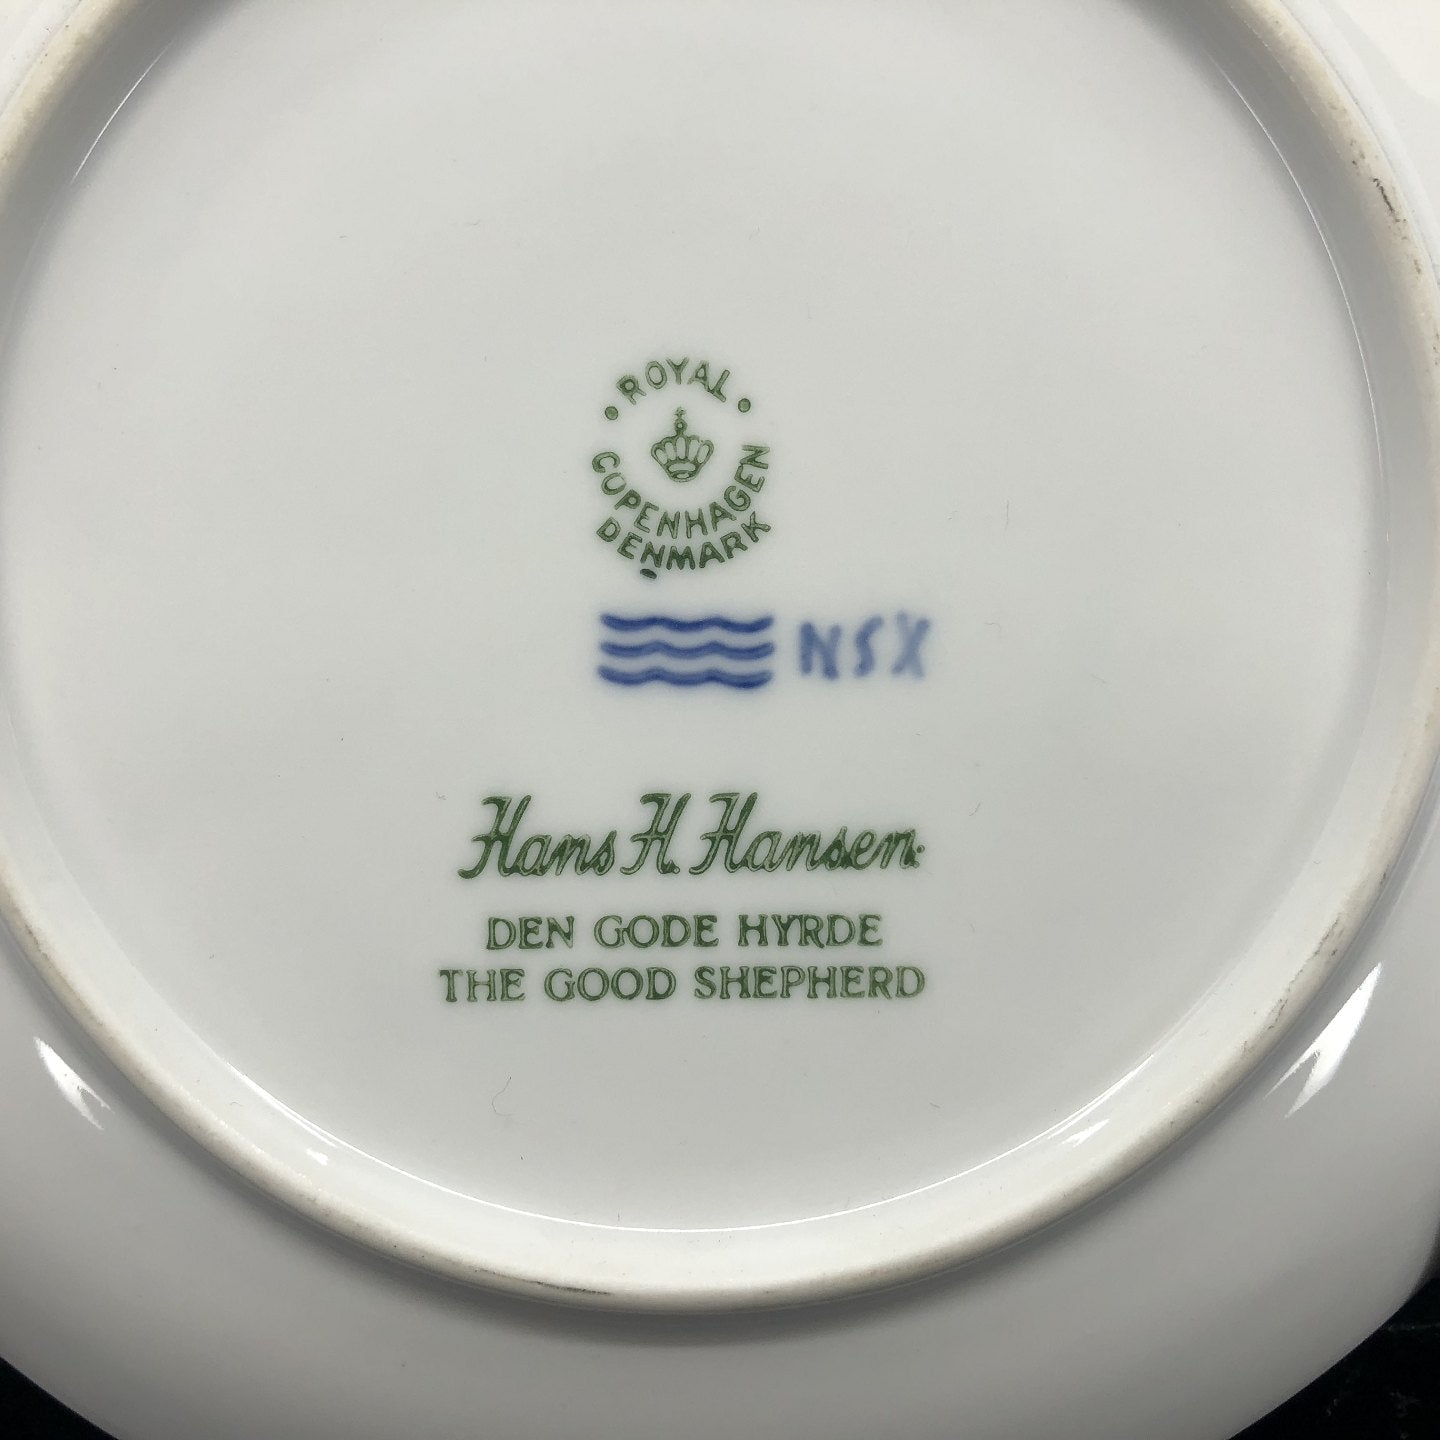 ROYAL
COPENHAGEN
DENMARK
NSX
Hans H. Hansen.
DEN GODE HYRDE
THE GOOD SHEPHERD